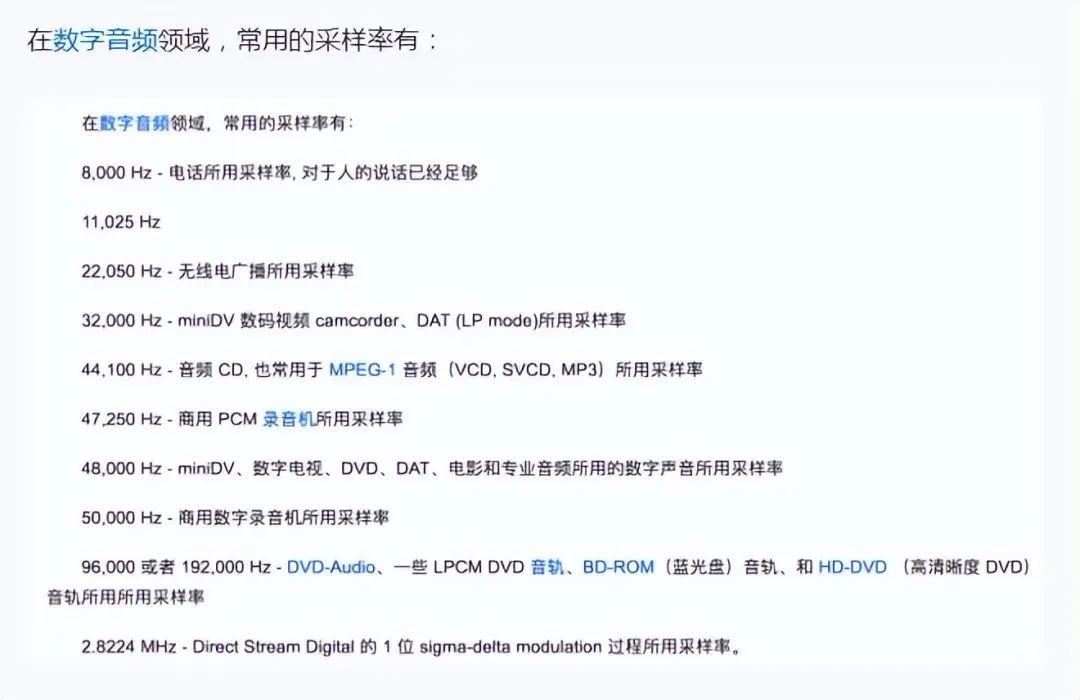 在数字音频领域，常用的采样率有：
在数字音频领域，常用的采样率有：
8,000 Hz - 电话所用采样率, 对于人的说话已经足够
11,025 Hz
22,050 Hz - 无线电广播所用采样率
32,000 Hz - miniDV 数码视频 camcorder、DAT (LP mode)所用采样率
44,100 Hz - 音频 CD, 也常用于 MPEG-1 音频（VCD, SVCD, MP3）所用采样率
47,250 Hz - 商用 PCM 录音机所用采样率
48,000 Hz - miniDV、数字电视、DVD、DAT、电影和专业音频所用的数字声音所用采样率
50,000 Hz - 商用数字录音机所用采样率
96,000 或者 192,000 Hz - DVD-Audio、一些 LPCM DVD 音轨、BD-ROM（蓝光盘）音轨、和 HD-DVD （高清晰度 DVD）
音轨所用所用采样率
2.8224 MHz - Direct Stream Digital 的 1 位 sigma-delta modulation 过程所用采样率。